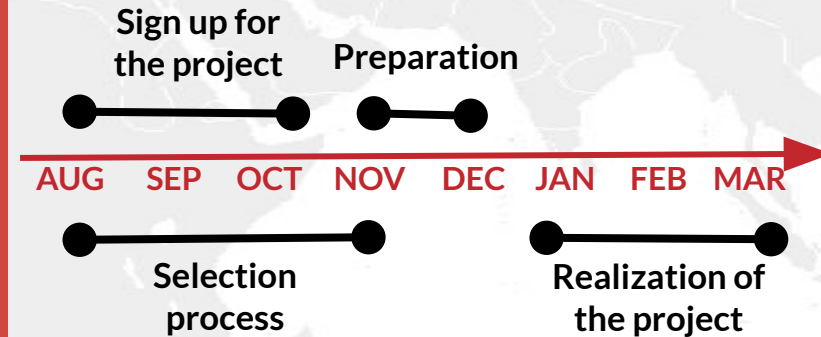 Sign up for
the project
Preparation
AUG SEP OCT NOV DEC JAN FEB MAR
Selection
process
Realization of
the project